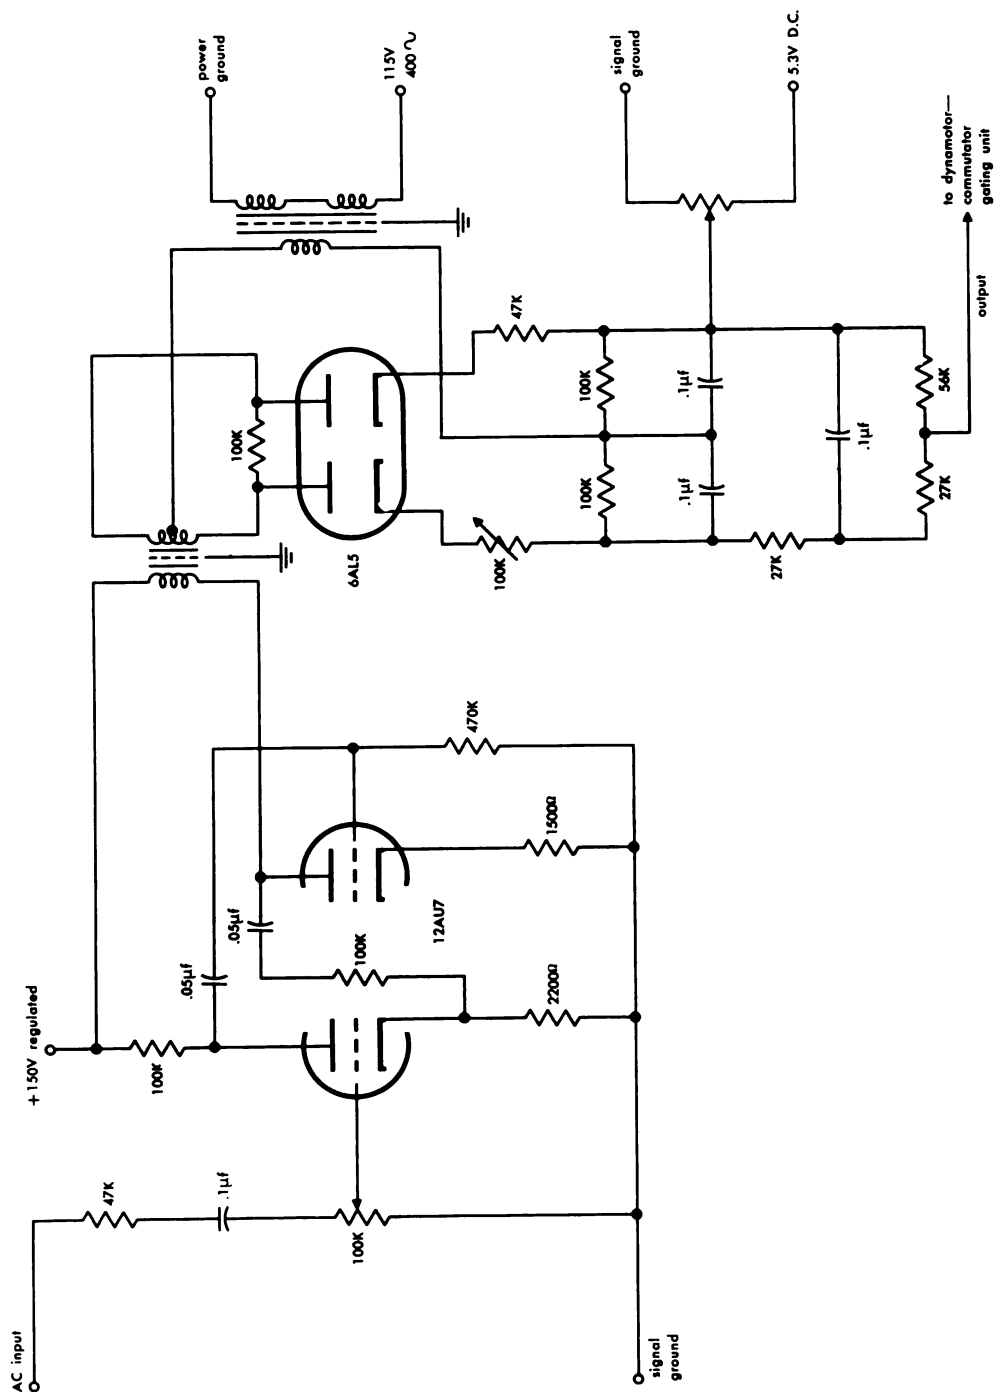 AC input
47K
.1µf
100K
signal
ground
+150V regulated
100K
.05µf
.05µf
100K
12AU7
2200Ω
1500Ω
470K
100K
6AL5
100K
47K
100K
100K
.1µf
.1µf
27K
.1µf
27K
56K
output
to dynamotor—
commutator
gating unit
power
ground
115V
400∿
signal
ground
5.3V D.C.